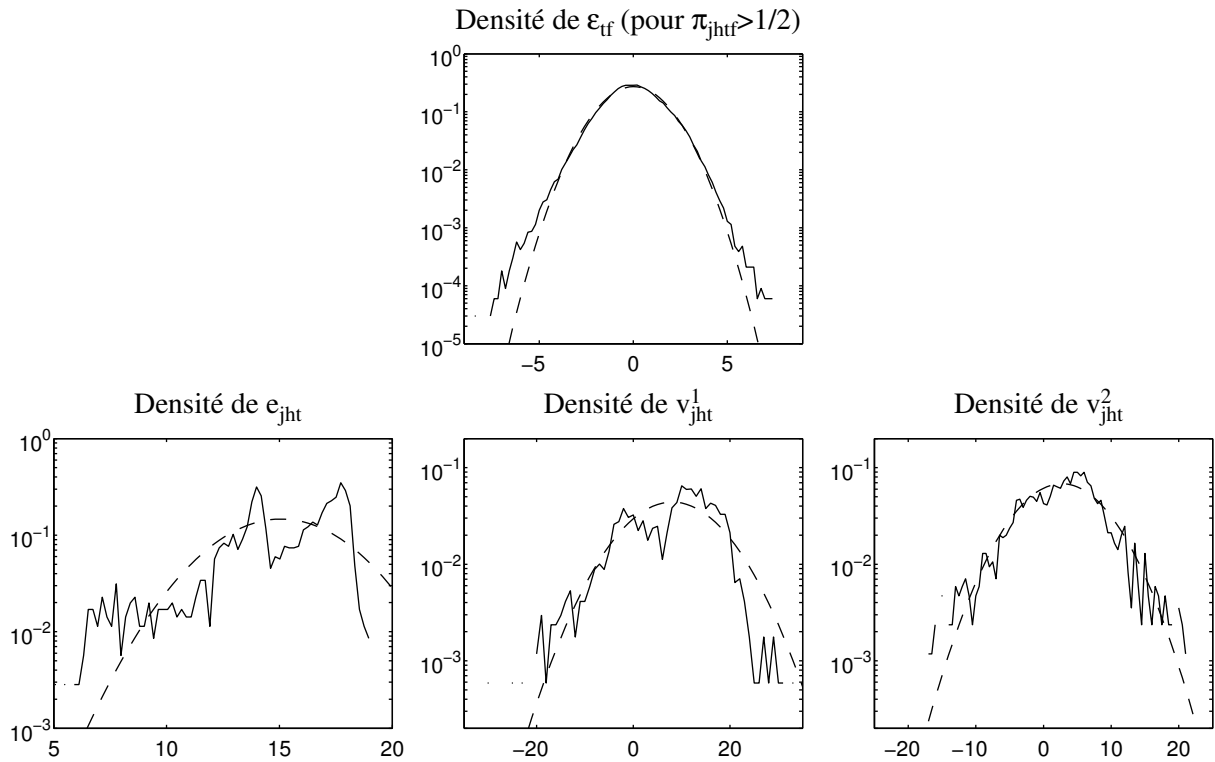 Densité de ε_tf (pour π_jhtf>1/2)
10^0
10^-1
10^-2
10^-3
10^-4
10^-5
−5 0 5
Densité de e_jht
10^0
10^-1
10^-2
10^-3
5 10 15 20
Densité de v^1_jht
10^-1
10^-2
10^-3
−20 0 20
Densité de v^2_jht
10^-1
10^-2
10^-3
−20 −10 0 10 20